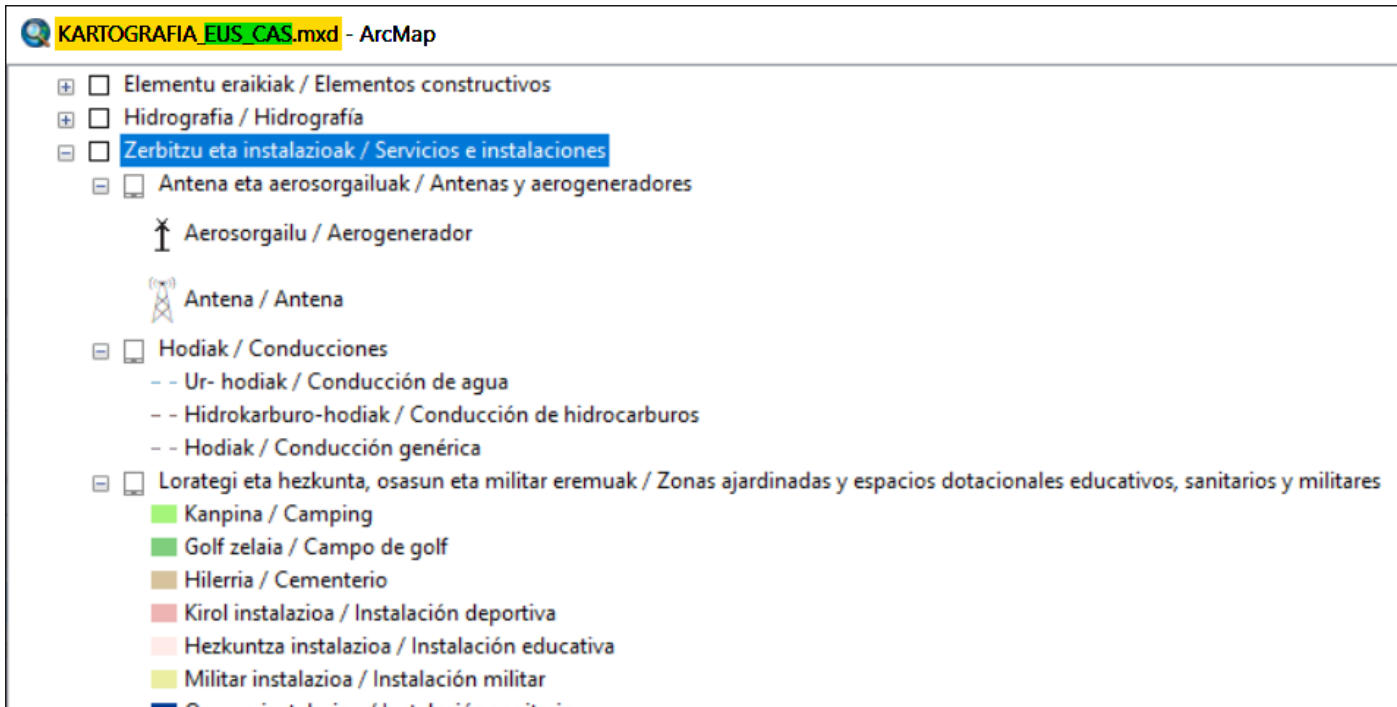 KARTOGRAFIA_EUS_CAS.mxd - ArcMap
Elementu eraikiak / Elementos constructivos
Hidrografia / Hidrografía
Zerbitzu eta instalazioak / Servicios e instalaciones
Antena eta aerosorgailuak / Antenas y aerogeneradores
Aerosorgailu / Aerogenerador
Antena / Antena
Hodiak / Conducciones
Ur- hodiak / Conducción de agua
Hidrokarburo-hodiak / Conducción de hidrocarburos
Hodiak / Conducción genérica
Lorategi eta hezkunta, osasun eta militar eremuak / Zonas ajardinadas y espacios dotacionales educativos, sanitarios y militares
Kanpina / Camping
Golf zelaia / Campo de golf
Hilerria / Cementerio
Kirol instalazioa / Instalación deportiva
Hezkuntza instalazioa / Instalación educativa
Militar instalazioa / Instalación militar